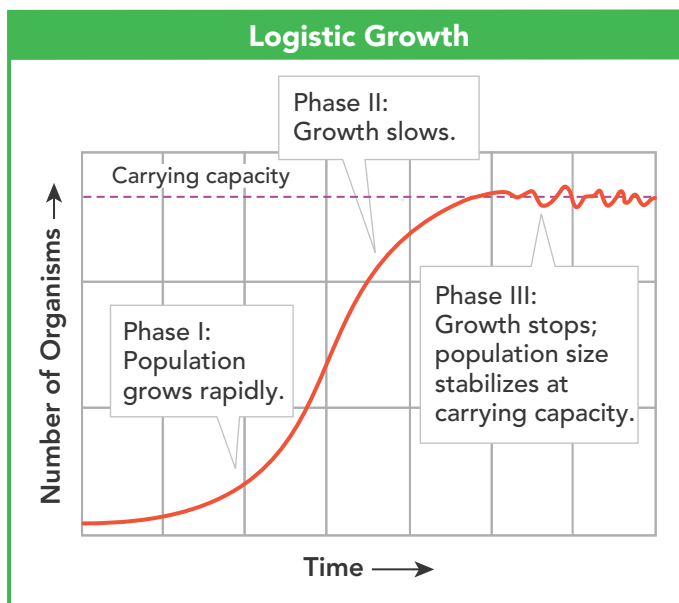 Logistic Growth
Phase II:
Growth slows.
Carrying capacity
Phase I:
Population
grows rapidly.
Phase III:
Growth stops;
population size
stabilizes at
carrying capacity.
Number of Organisms
Time